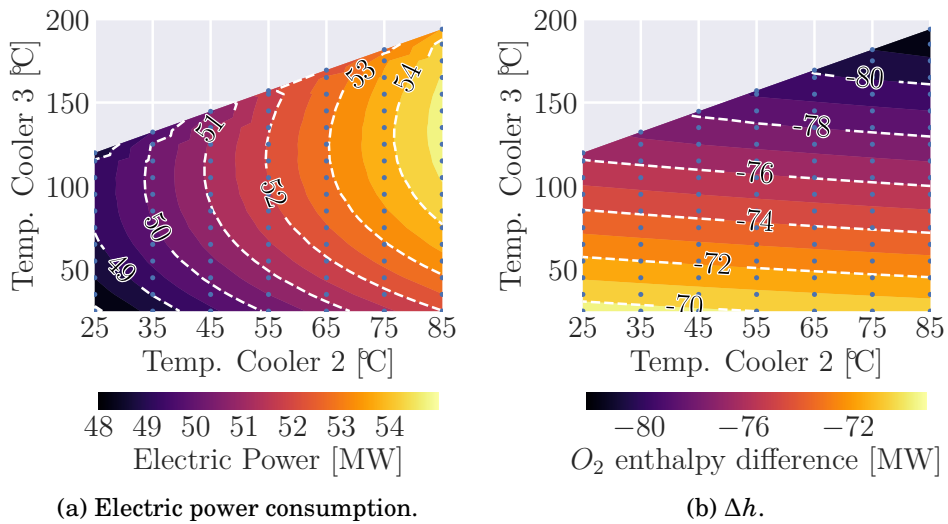 Temp. Cooler 3 [°C]
200
150
100
50
49
50
51
52
53
54
25 35 45 55 65 75 85
Temp. Cooler 2 [°C]
48 49 50 51 52 53 54
Electric Power [MW]
(a) Electric power consumption.
Temp. Cooler 3 [°C]
200
150
100
50
-80
-78
-76
-74
-72
-70
25 35 45 55 65 75 85
Temp. Cooler 2 [°C]
−80 −76 −72
O₂ enthalpy difference [MW]
(b) Δh.